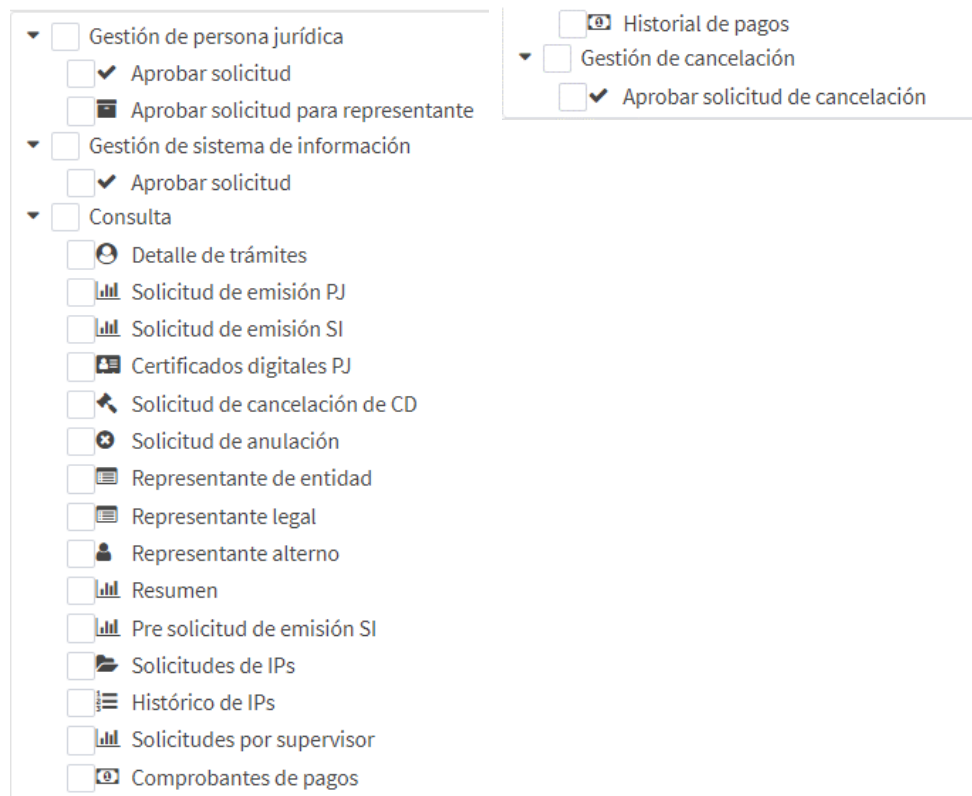 Gestión de persona jurídica
Aprobar solicitud
Aprobar solicitud para representante
Gestión de sistema de información
Aprobar solicitud
Consulta
Detalle de trámites
Solicitud de emisión PJ
Solicitud de emisión SI
Certificados digitales PJ
Solicitud de cancelación de CD
Solicitud de anulación
Representante de entidad
Representante legal
Representante alterno
Resumen
Pre solicitud de emisión SI
Solicitudes de IPs
Histórico de IPs
Solicitudes por supervisor
Comprobantes de pagos
Historial de pagos
Gestión de cancelación
Aprobar solicitud de cancelación